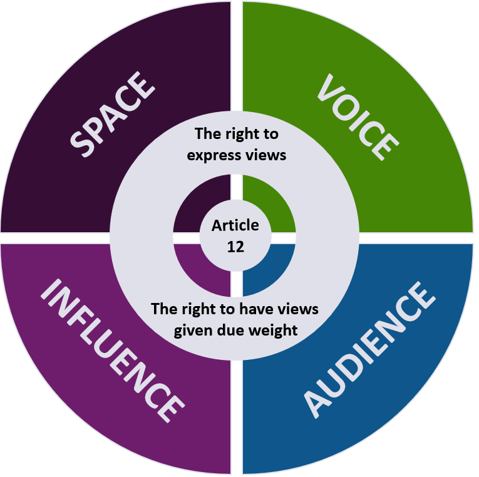 SPACE
VOICE
The right to
express views
Article
12
The right to have views
given due weight
INFLUENCE
AUDIENCE